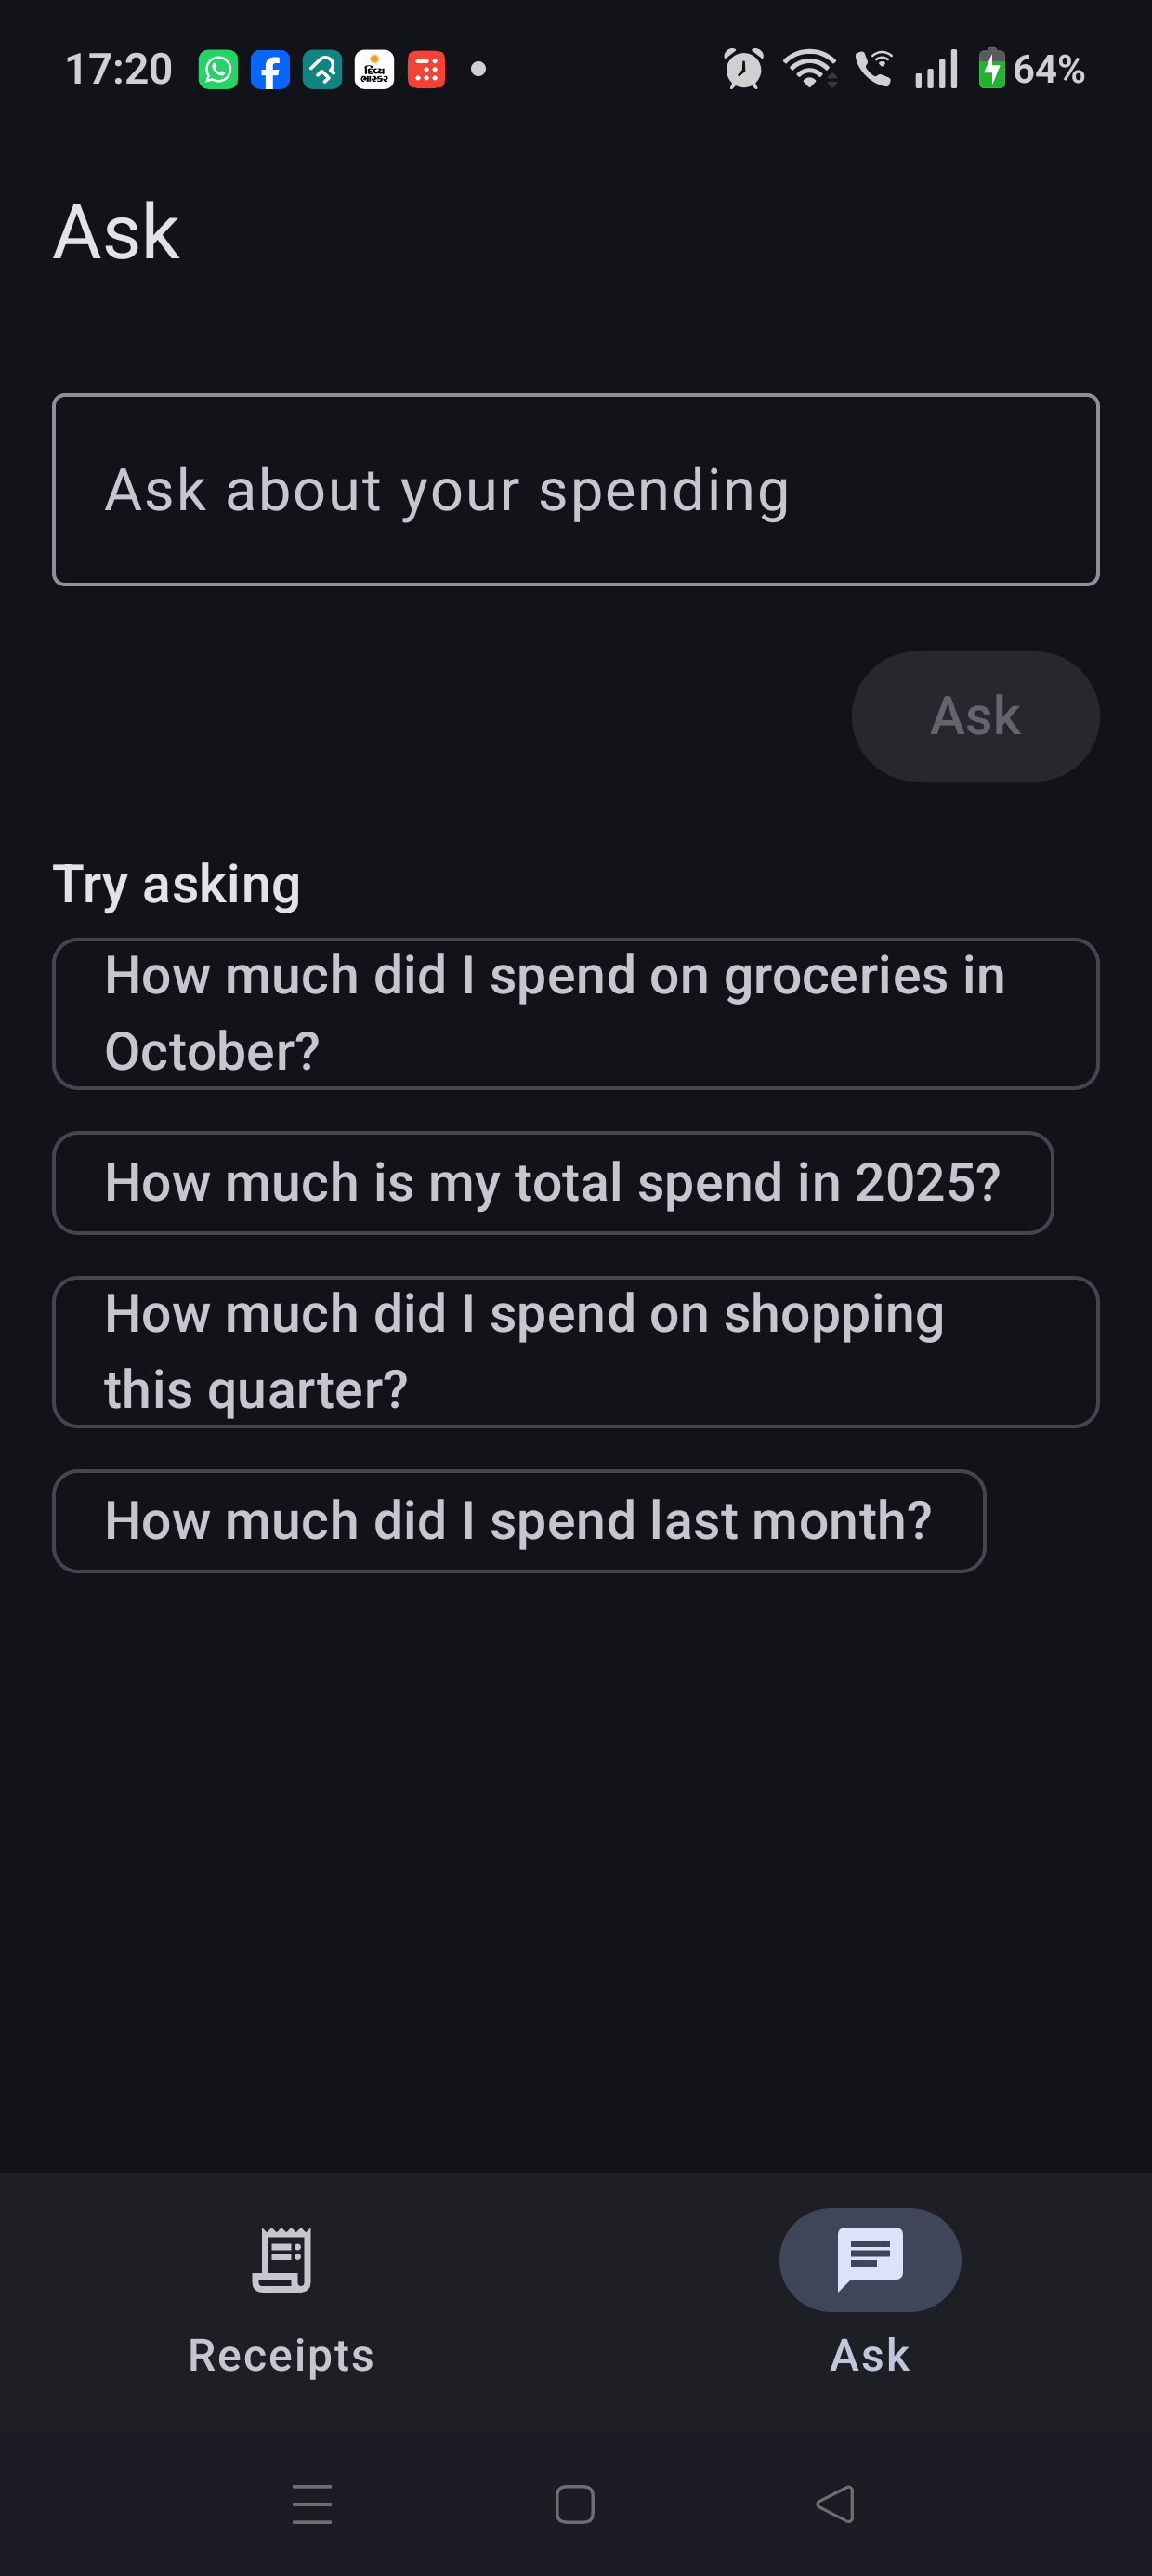 17:20
દિવ્ય
ભાસ્કર
64%
Ask
Ask about your spending
Ask
Try asking
How much did I spend on groceries in
October?
How much is my total spend in 2025?
How much did I spend on shopping
this quarter?
How much did I spend last month?
Receipts
Ask